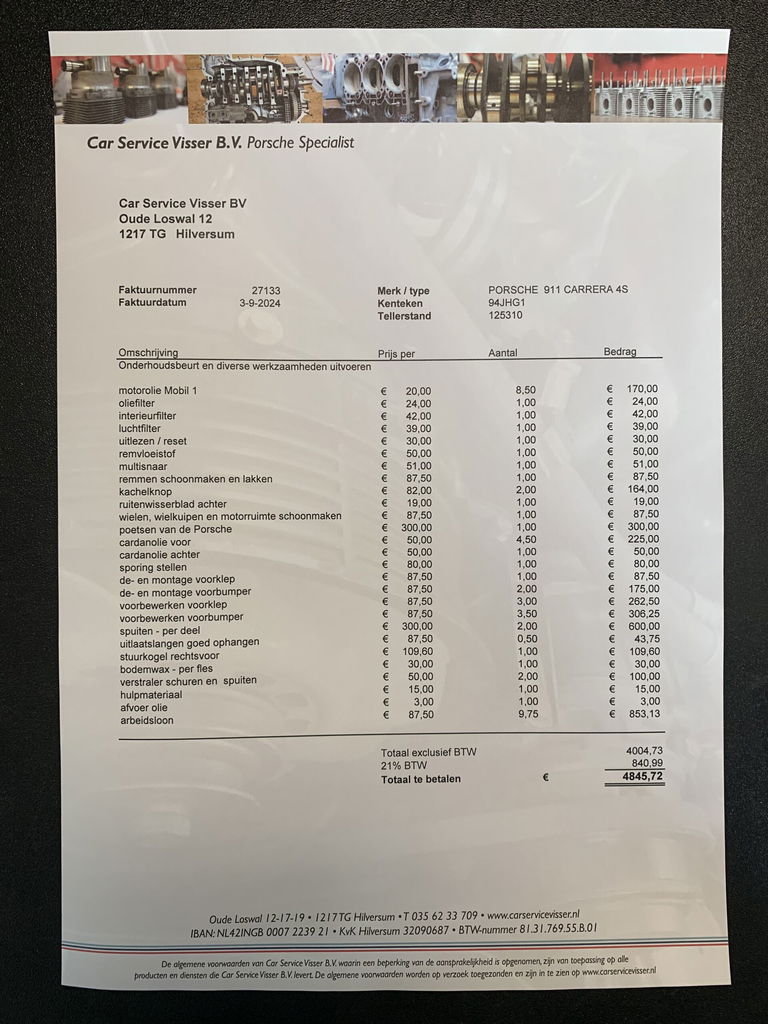 Car Service Visser B.V. Porsche Specialist
Car Service Visser BV
Oude Loswal 12
1217 TG Hilversum
Faktuurnummer 27133 Merk / type PORSCHE 911 CARRERA 4S
Faktuurdatum 3-9-2024 Kenteken 94JHG1
Tellerstand 125310
Omschrijving Prijs per Aantal Bedrag
Onderhoudsbeurt en diverse werkzaamheden uitvoeren
motorolie Mobil 1 € 20,00 8,50 € 170,00
oliefilter € 24,00 1,00 € 24,00
interieurfilter € 42,00 1,00 € 42,00
luchtfilter € 39,00 1,00 € 39,00
uitlezen / reset € 30,00 1,00 € 30,00
remvloeistof € 50,00 1,00 € 50,00
multisnaar € 51,00 1,00 € 51,00
remmen schoonmaken en lakken € 87,50 1,00 € 87,50
kachelknop € 82,00 2,00 € 164,00
ruitenwisserblad achter € 19,00 1,00 € 19,00
wielen, wielkuipen en motorruimte schoonmaken € 87,50 1,00 € 87,50
poetsen van de Porsche € 300,00 1,00 € 300,00
cardanolie voor € 50,00 4,50 € 225,00
cardanolie achter € 50,00 1,00 € 50,00
sporing stellen € 80,00 1,00 € 80,00
de- en montage voorklep € 87,50 1,00 € 87,50
de- en montage voorbumper € 87,50 2,00 € 175,00
voorbewerken voorklep € 87,50 3,00 € 262,50
voorbewerken voorbumper € 87,50 3,50 € 306,25
spuiten - per deel € 300,00 2,00 € 600,00
uitlaatslangen goed ophangen € 87,50 0,50 € 43,75
stuurkogel rechtsvoor € 109,60 1,00 € 109,60
bodemwax - per fles € 30,00 1,00 € 30,00
verstraler schuren en spuiten € 50,00 2,00 € 100,00
hulpmateriaal € 15,00 1,00 € 15,00
afvoer olie € 3,00 1,00 € 3,00
arbeidsloon € 87,50 9,75 € 853,13
Totaal exclusief BTW 4004,73
21% BTW 840,99
Totaal te betalen € 4845,72
Oude Loswal 12-17-19 • 1217 TG Hilversum • T 035 62 33 709 • www.carservicevisser.nl
IBAN: NL42INGB 0007 2239 21 • KvK Hilversum 32090687 • BTW-nummer 81.31.769.55.B.01
De algemene voorwaarden van Car Service Visser B.V. waarin een beperking van de aansprakelijkheid is opgenomen, zijn van toepassing op alle
producten en diensten die Car Service Visser B.V. levert. De algemene voorwaarden worden op verzoek toegezonden en zijn in te zien op www.carservicevisser.nl